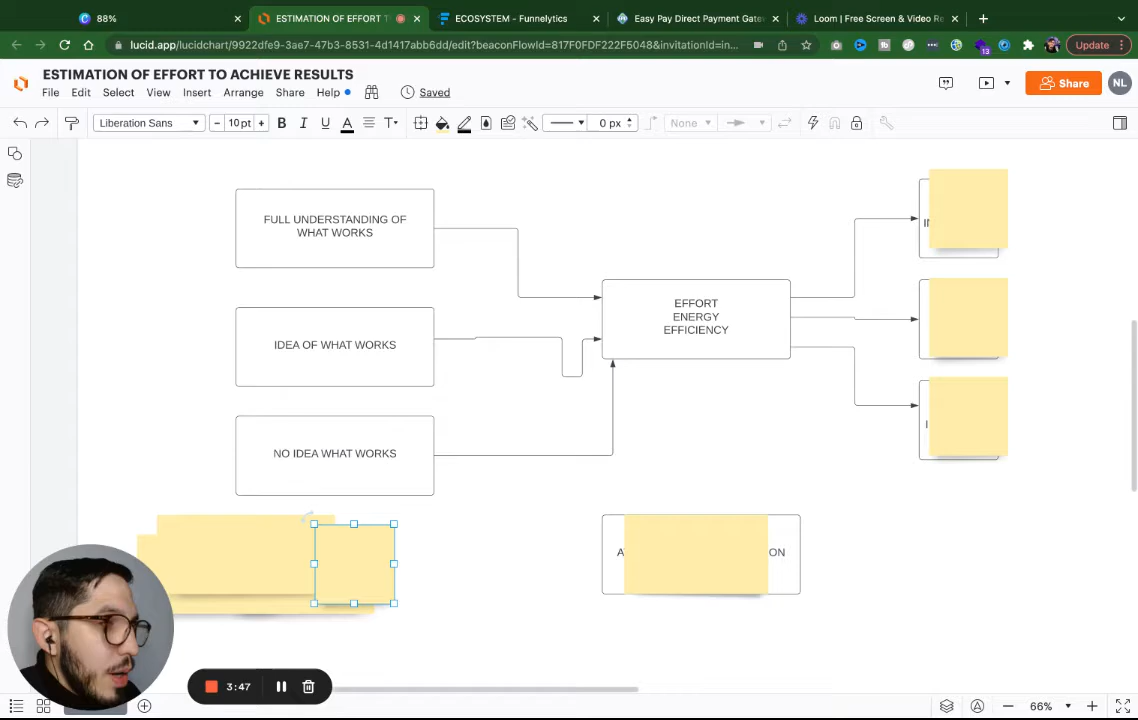 88%
ESTIMATION OF EFFORT T
ECOSYSTEM - Funnelytics
Easy Pay Direct Payment Gate
Loom | Free Screen & Video Re
lucid.app/lucidchart/9922dfe9-3ae7-47b3-8531-4d1417abb6dd/edit?beaconFlowId=817F0FDF222F5048&invitationId=in...
13
Update
ESTIMATION OF EFFORT TO ACHIEVE RESULTS
File Edit Select View Insert Arrange Share Help Saved
Share
NL
Liberation Sans
10 pt
B I U A T
0 px
None
FULL UNDERSTANDING OF
WHAT WORKS
IDEA OF WHAT WORKS
NO IDEA WHAT WORKS
EFFORT
ENERGY
EFFICIENCY
ON
3:47
66%